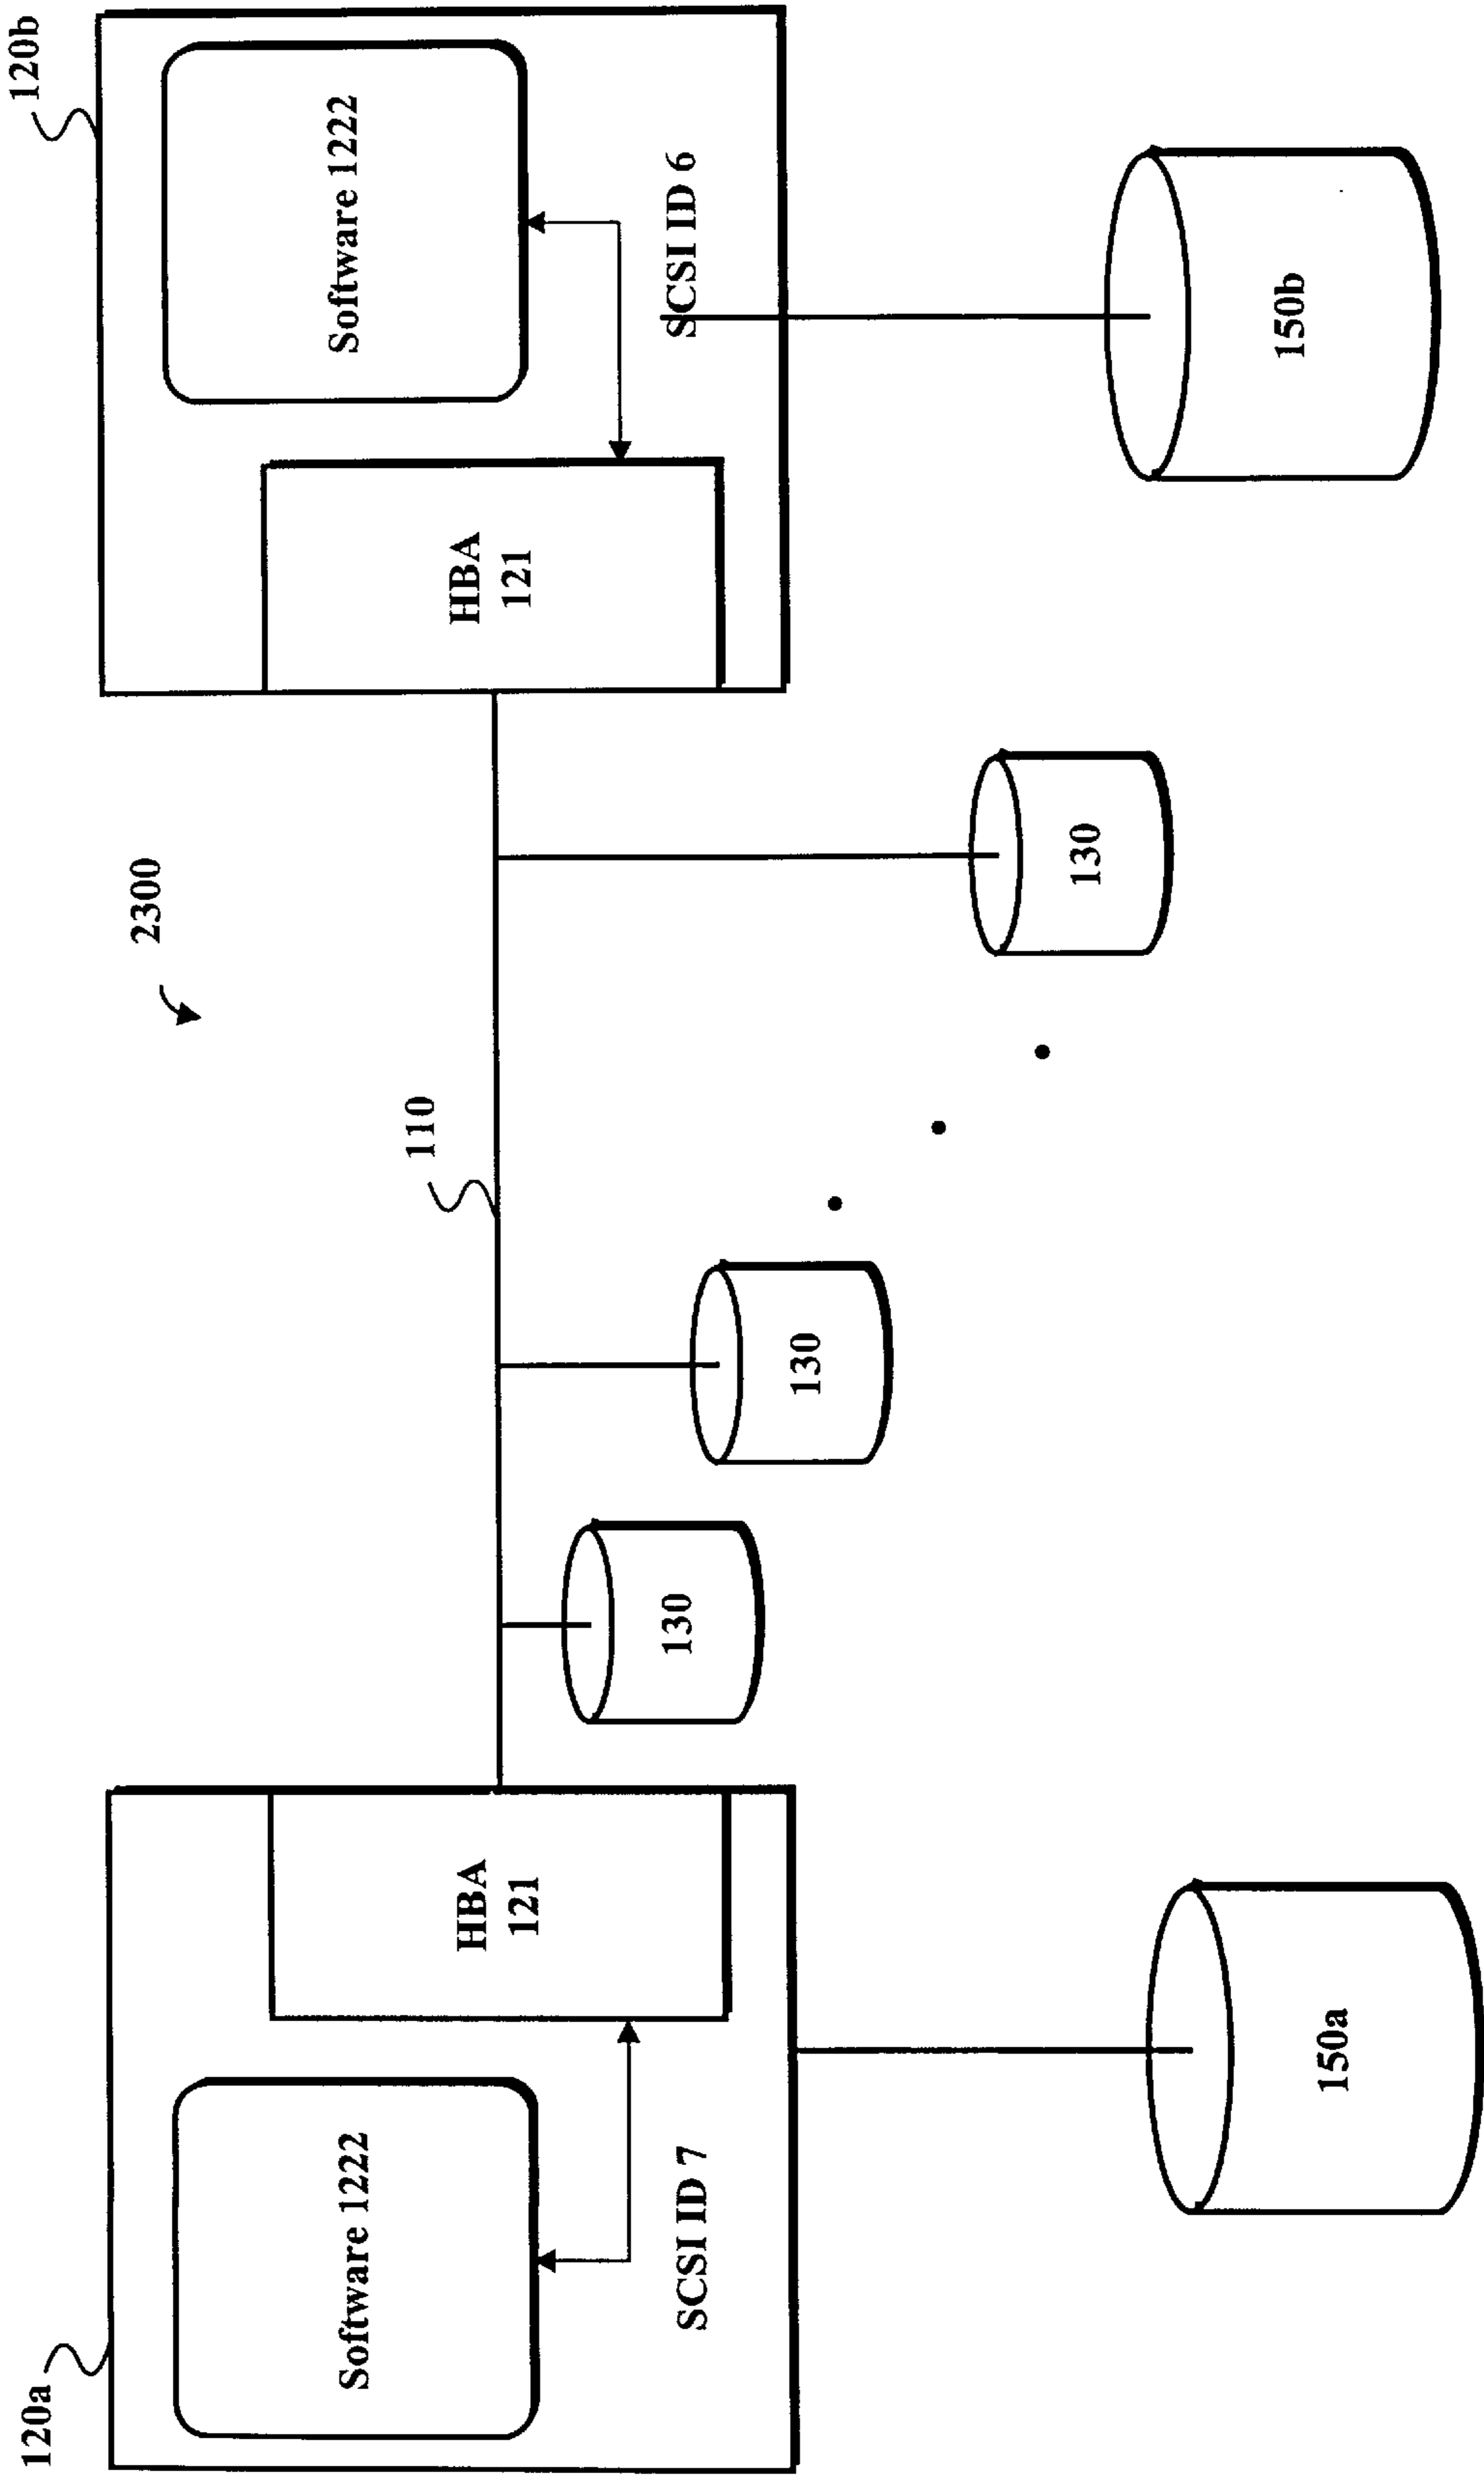 2300
120a
120b
Software 1222
HBA
121
SCSI ID 7
110
HBA
121
Software 1222
SCSI ID 6
130
130
130
150a
150b